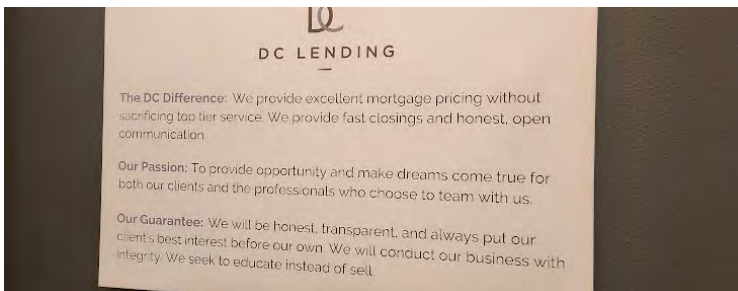 DC
DC LENDING
The DC Difference: We provide excellent mortgage pricing without
sacrificing top tier service. We provide fast closings and honest, open
communication.
Our Passion: To provide opportunity and make dreams come true for
both our clients and the professionals who choose to team with us.
Our Guarantee: We will be honest, transparent, and always put our
client's best interest before our own. We will conduct our business with
integrity. We seek to educate instead of sell.